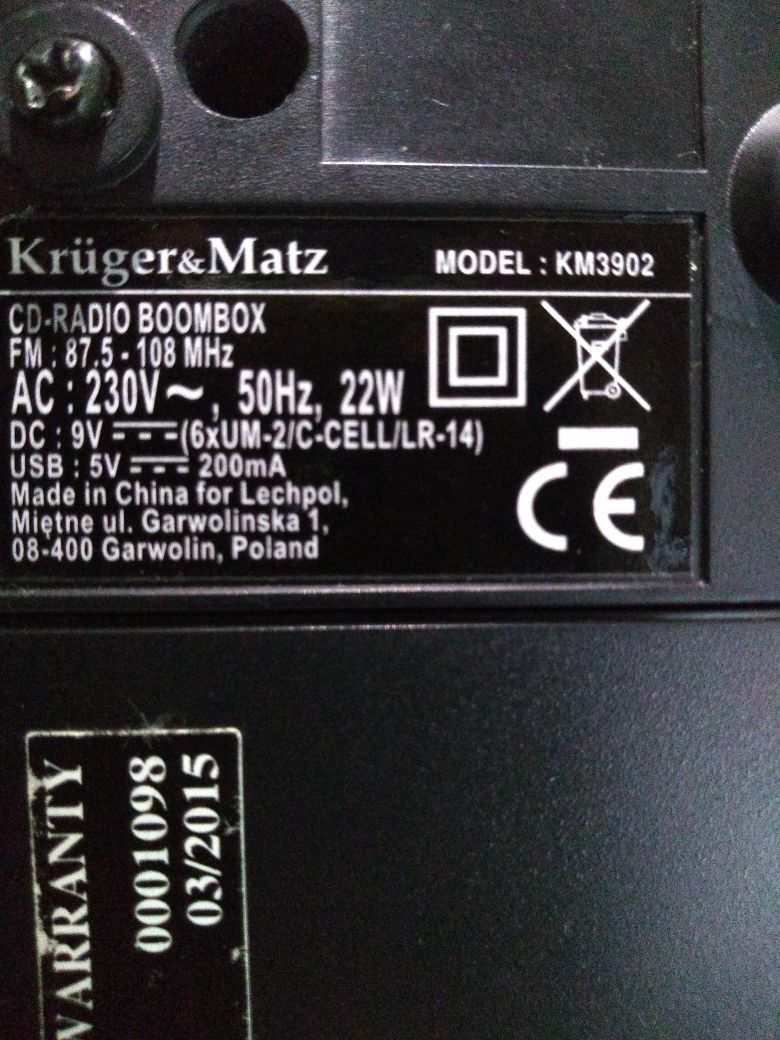 Krüger&Matz MODEL : KM3902
CD-RADIO BOOMBOX
FM : 87.5 - 108 MHz
AC : 230V ~ , 50Hz, 22W
DC : 9V ⎓ (6xUM-2/C-CELL/LR-14)
USB : 5V ⎓ 200mA
Made in China for Lechpol,
Miętne ul. Garwolinska 1,
08-400 Garwolin, Poland
CE
WARRANTY
0001098
03/2015